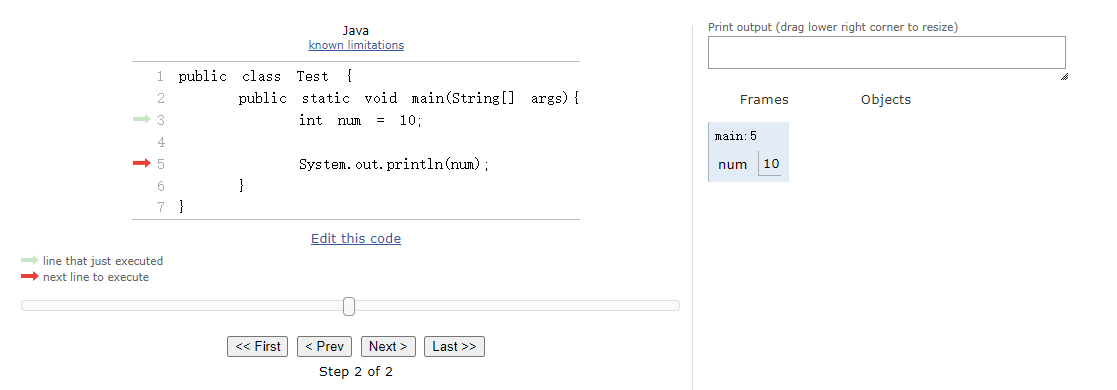 Java
known limitations
1 public class Test {
2 public static void main(String[] args){
3 int num = 10;
4
5 System.out.println(num);
6 }
7 }
Edit this code
line that just executed
next line to execute
<< First < Prev Next > Last >>
Step 2 of 2
Print output (drag lower right corner to resize)
Frames Objects
main:5
num 10